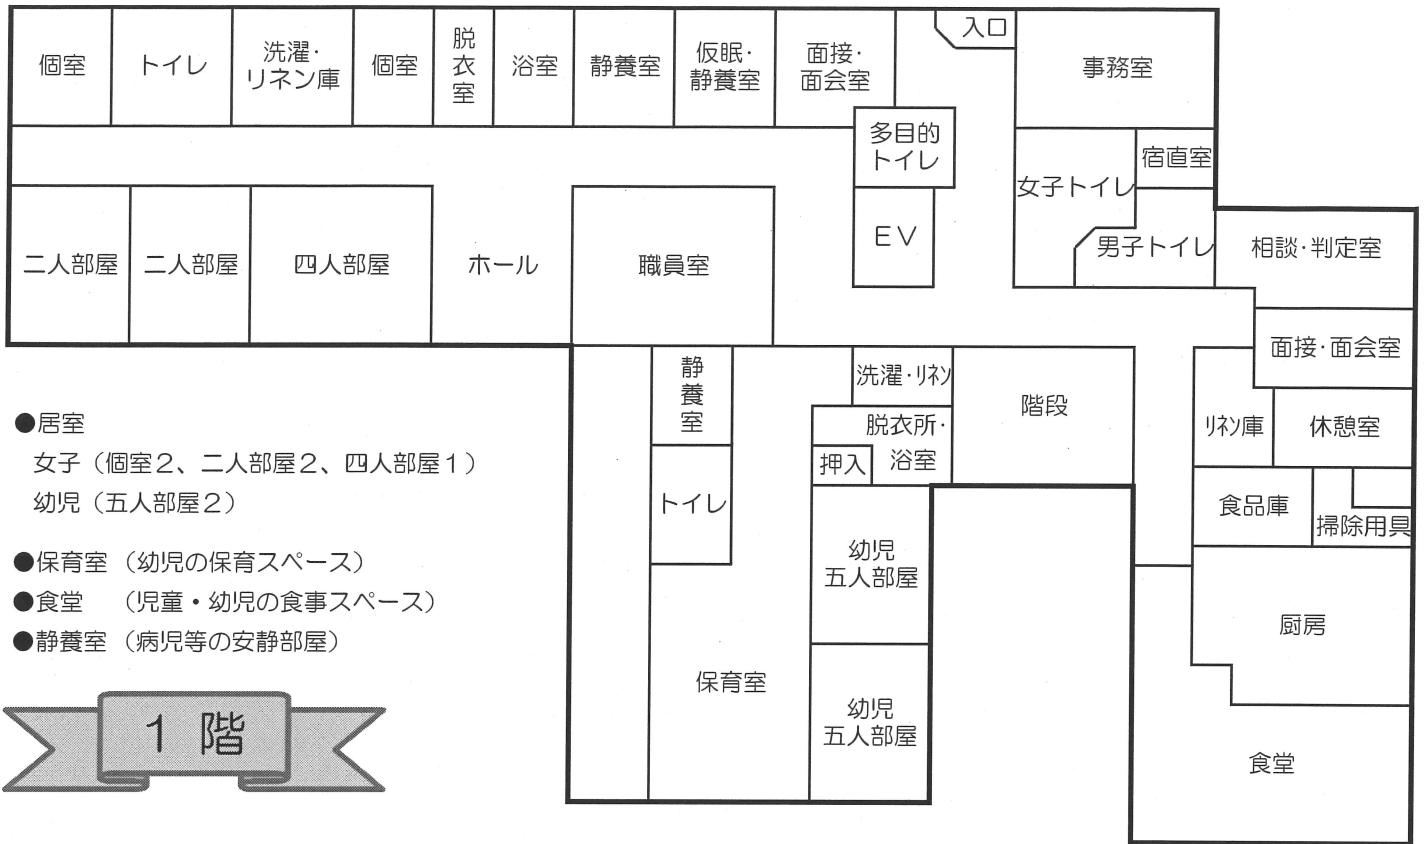 個室
トイレ
洗濯・
リネン庫
個室
脱
衣
室
浴室
静養室
仮眠・
静養室
面接・
面会室
入口
事務室
多目的
トイレ
女子トイレ
宿直室
二人部屋
二人部屋
四人部屋
ホール
職員室
EV
男子トイレ
相談・判定室
面接・面会室
静
養
室
洗濯・リネン
階段
リネン庫
休憩室
脱衣所・
浴室
押入
トイレ
食品庫
掃除用具
幼児
五人部屋
厨房
保育室
幼児
五人部屋
食堂
●居室
女子（個室２、二人部屋２、四人部屋１）
幼児（五人部屋２）
●保育室（幼児の保育スペース）
●食堂　（児童・幼児の食事スペース）
●静養室（病児等の安静部屋）
１階